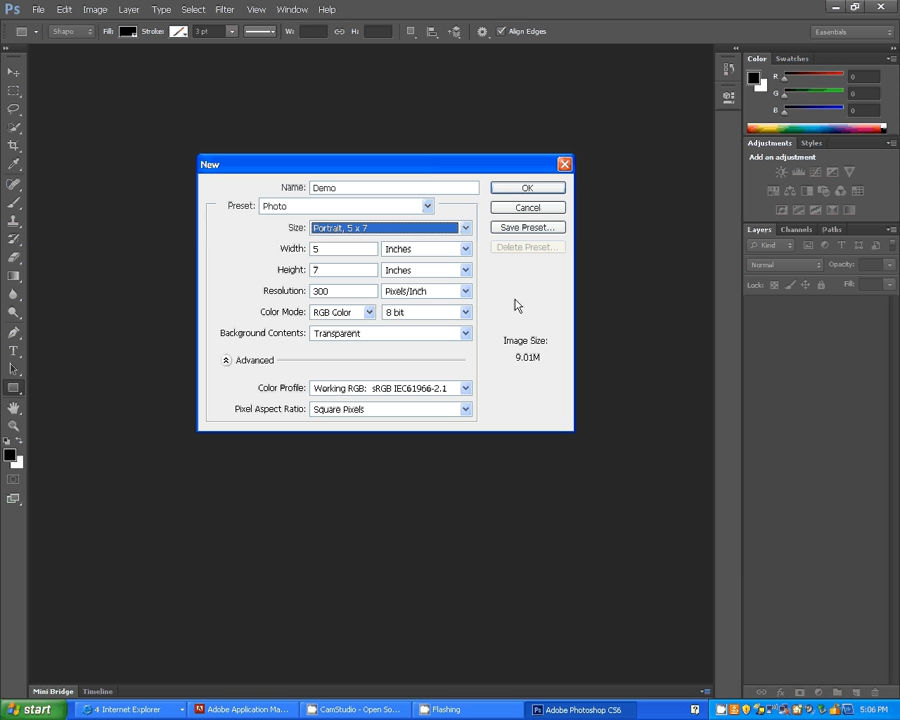 Ps File Edit Image Layer Type Select Filter View Window Help
Shape Fill: Stroke: 3 pt W: H: Align Edges Essentials
Color Swatches
R 0
G 0
B 0
Adjustments Styles
Add an adjustment
Layers Channels Paths
Kind
Normal Opacity:
Lock: Fill:
New
Name: Demo OK
Preset: Photo Cancel
Size: Portrait, 5 x 7 Save Preset...
Width: 5 Inches Delete Preset...
Height: 7 Inches
Resolution: 300 Pixels/Inch
Color Mode: RGB Color 8 bit
Background Contents: Transparent
Image Size:
9.01M
Advanced
Color Profile: Working RGB: sRGB IEC61966-2.1
Pixel Aspect Ratio: Square Pixels
Mini Bridge Timeline
start 4 Internet Explorer Adobe Application Ma... CamStudio - Open So... Flashing Ps Adobe Photoshop CS6 5:06 PM